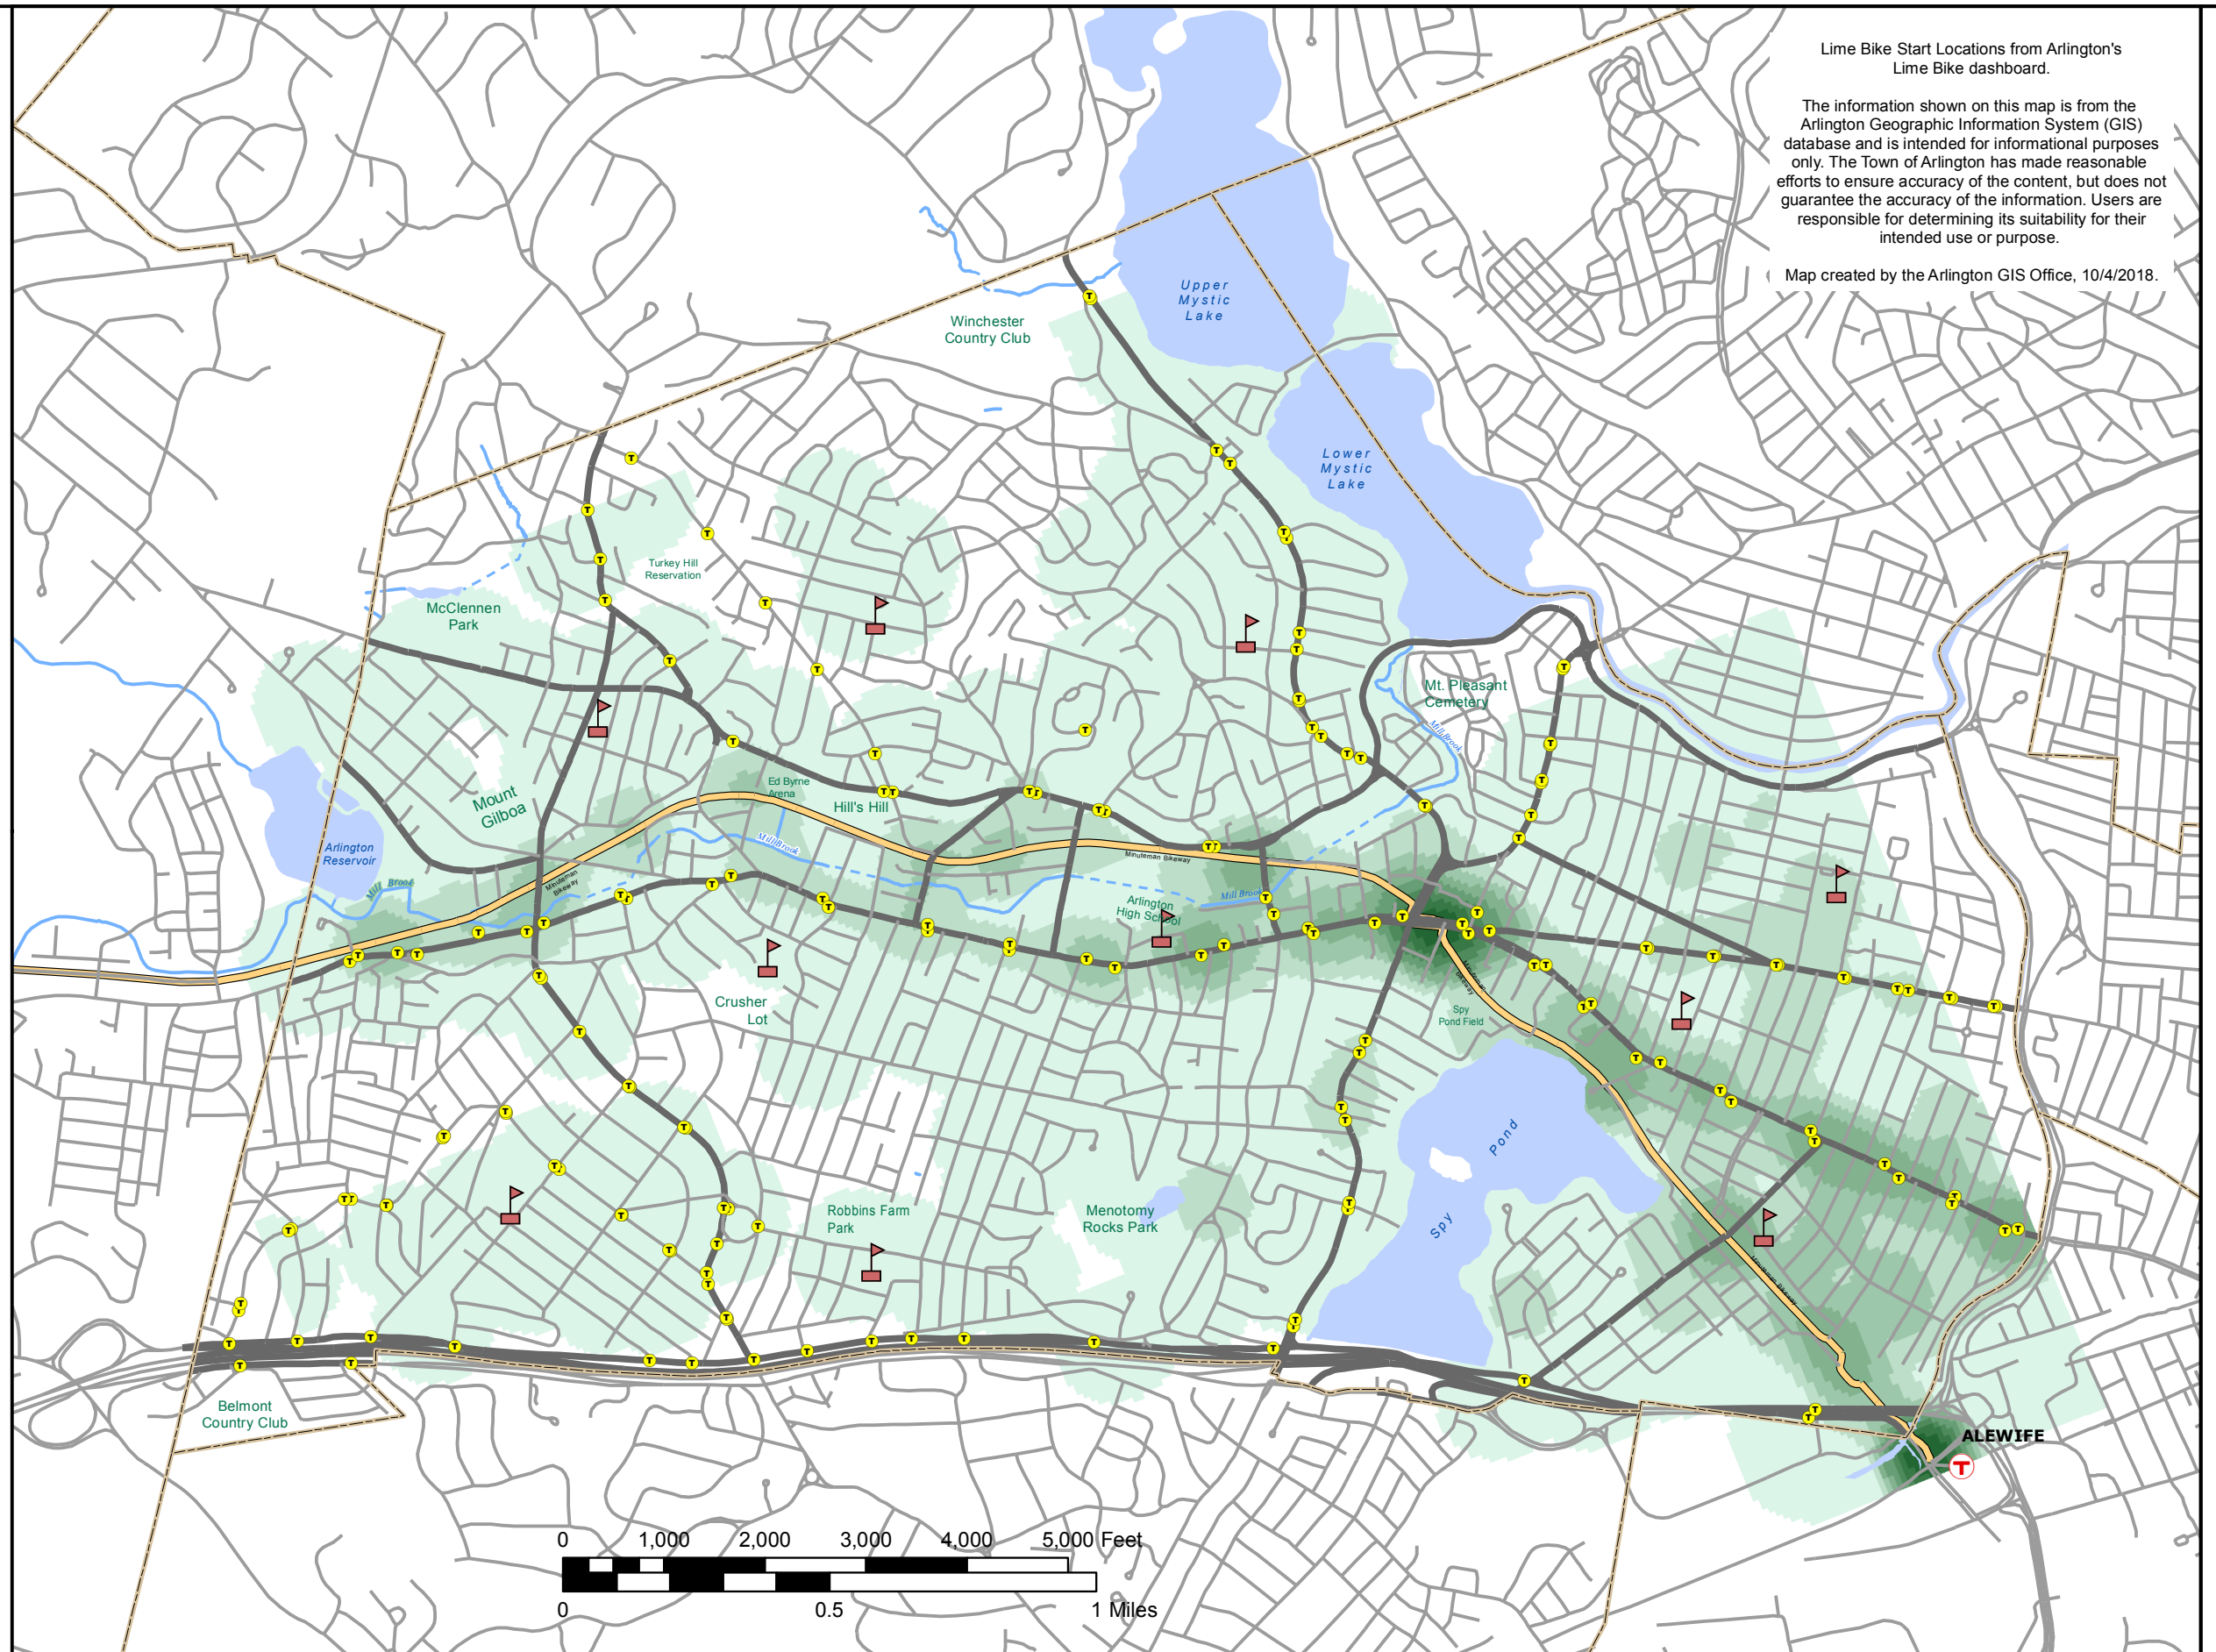 Lime Bike Start Locations from Arlington's
Lime Bike dashboard.
The information shown on this map is from the
Arlington Geographic Information System (GIS)
database and is intended for informational purposes
only. The Town of Arlington has made reasonable
efforts to ensure accuracy of the content, but does not
guarantee the accuracy of the information. Users are
responsible for determining its suitability for their
intended use or purpose.
Map created by the Arlington GIS Office, 10/4/2018.
Upper
Mystic
Lake
Winchester
Country Club
Lower
Mystic
Lake
Turkey Hill
Reservation
McClennen
Park
Mt. Pleasant
Cemetery
Mill Brook
Ed Byrne
Arena
Hill's Hill
Mount
Gilboa
Mill Brook
Arlington
Reservoir
Minuteman Bikeway
Mill Brook
Minuteman
Bikeway
Mill Brook
Arlington
High School
Minuteman
Bikeway
Crusher
Lot
Spy
Pond Field
Spy Pond
Robbins Farm
Park
Menotomy
Rocks Park
Minuteman Bikeway
Belmont
Country Club
ALEWIFE
T
0 1,000 2,000 3,000 4,000 5,000 Feet
0 0.5 1 Miles